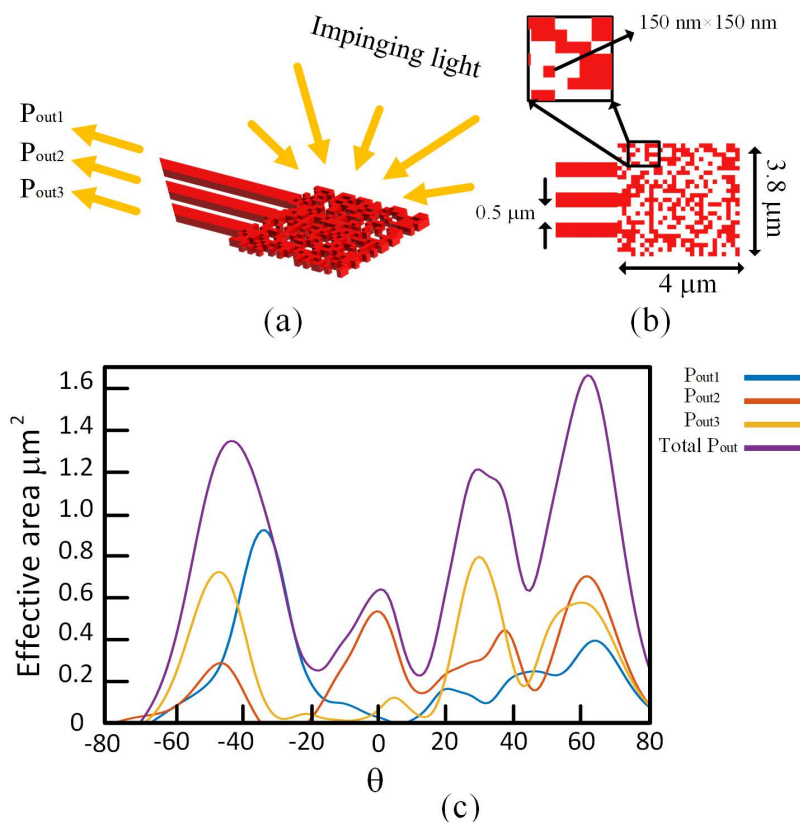 Impinging light
Pout1
Pout2
Pout3
(a)
150 nm×150 nm
0.5 μm
3.8 μm
4 μm
(b)
Effective area μm²
1.6
1.4
1.2
1.0
0.8
0.6
0.4
0.2
0
-80 -60 -40 -20 0 20 40 60 80
θ
Pout1
Pout2
Pout3
Total Pout
(c)